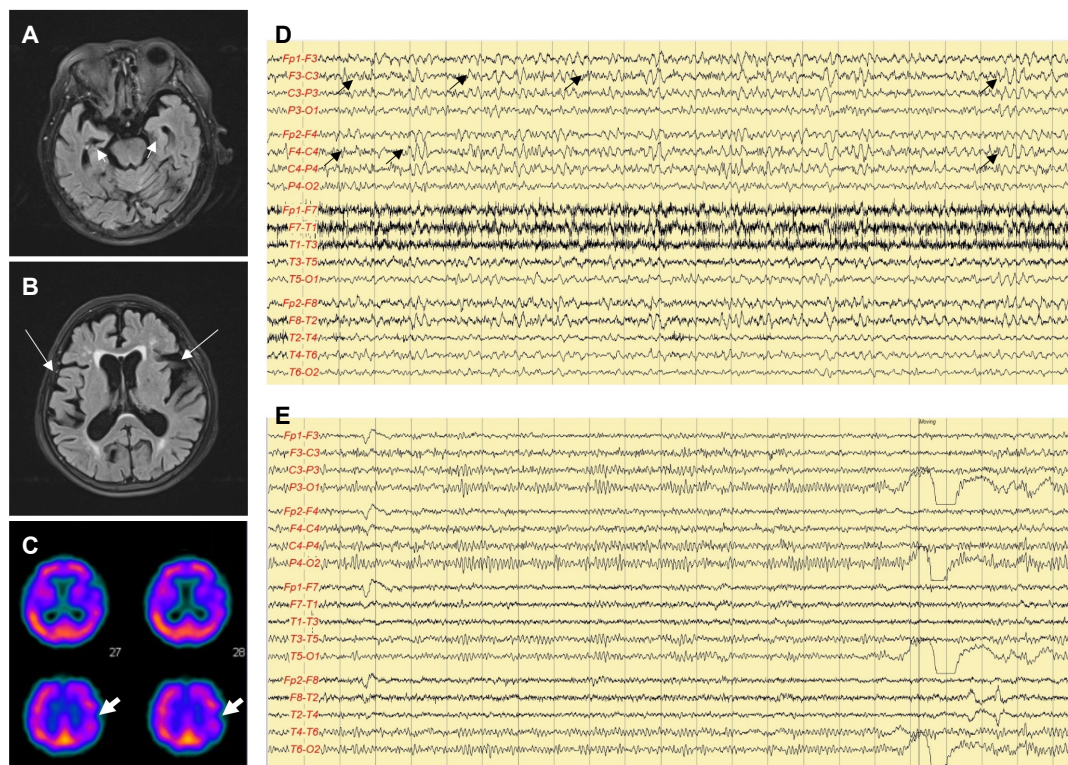 A
B
C
27
28
D
Fp1-F3
F3-C3
C3-P3
P3-O1
Fp2-F4
F4-C4
C4-P4
P4-O2
Fp1-F7
F7-T1
T1-T3
T3-T5
T5-O1
Fp2-F8
F8-T2
T2-T4
T4-T6
T6-O2
E
Moving
Fp1-F3
F3-C3
C3-P3
P3-O1
Fp2-F4
F4-C4
C4-P4
P4-O2
Fp1-F7
F7-T1
T1-T3
T3-T5
T5-O1
Fp2-F8
F8-T2
T2-T4
T4-T6
T6-O2